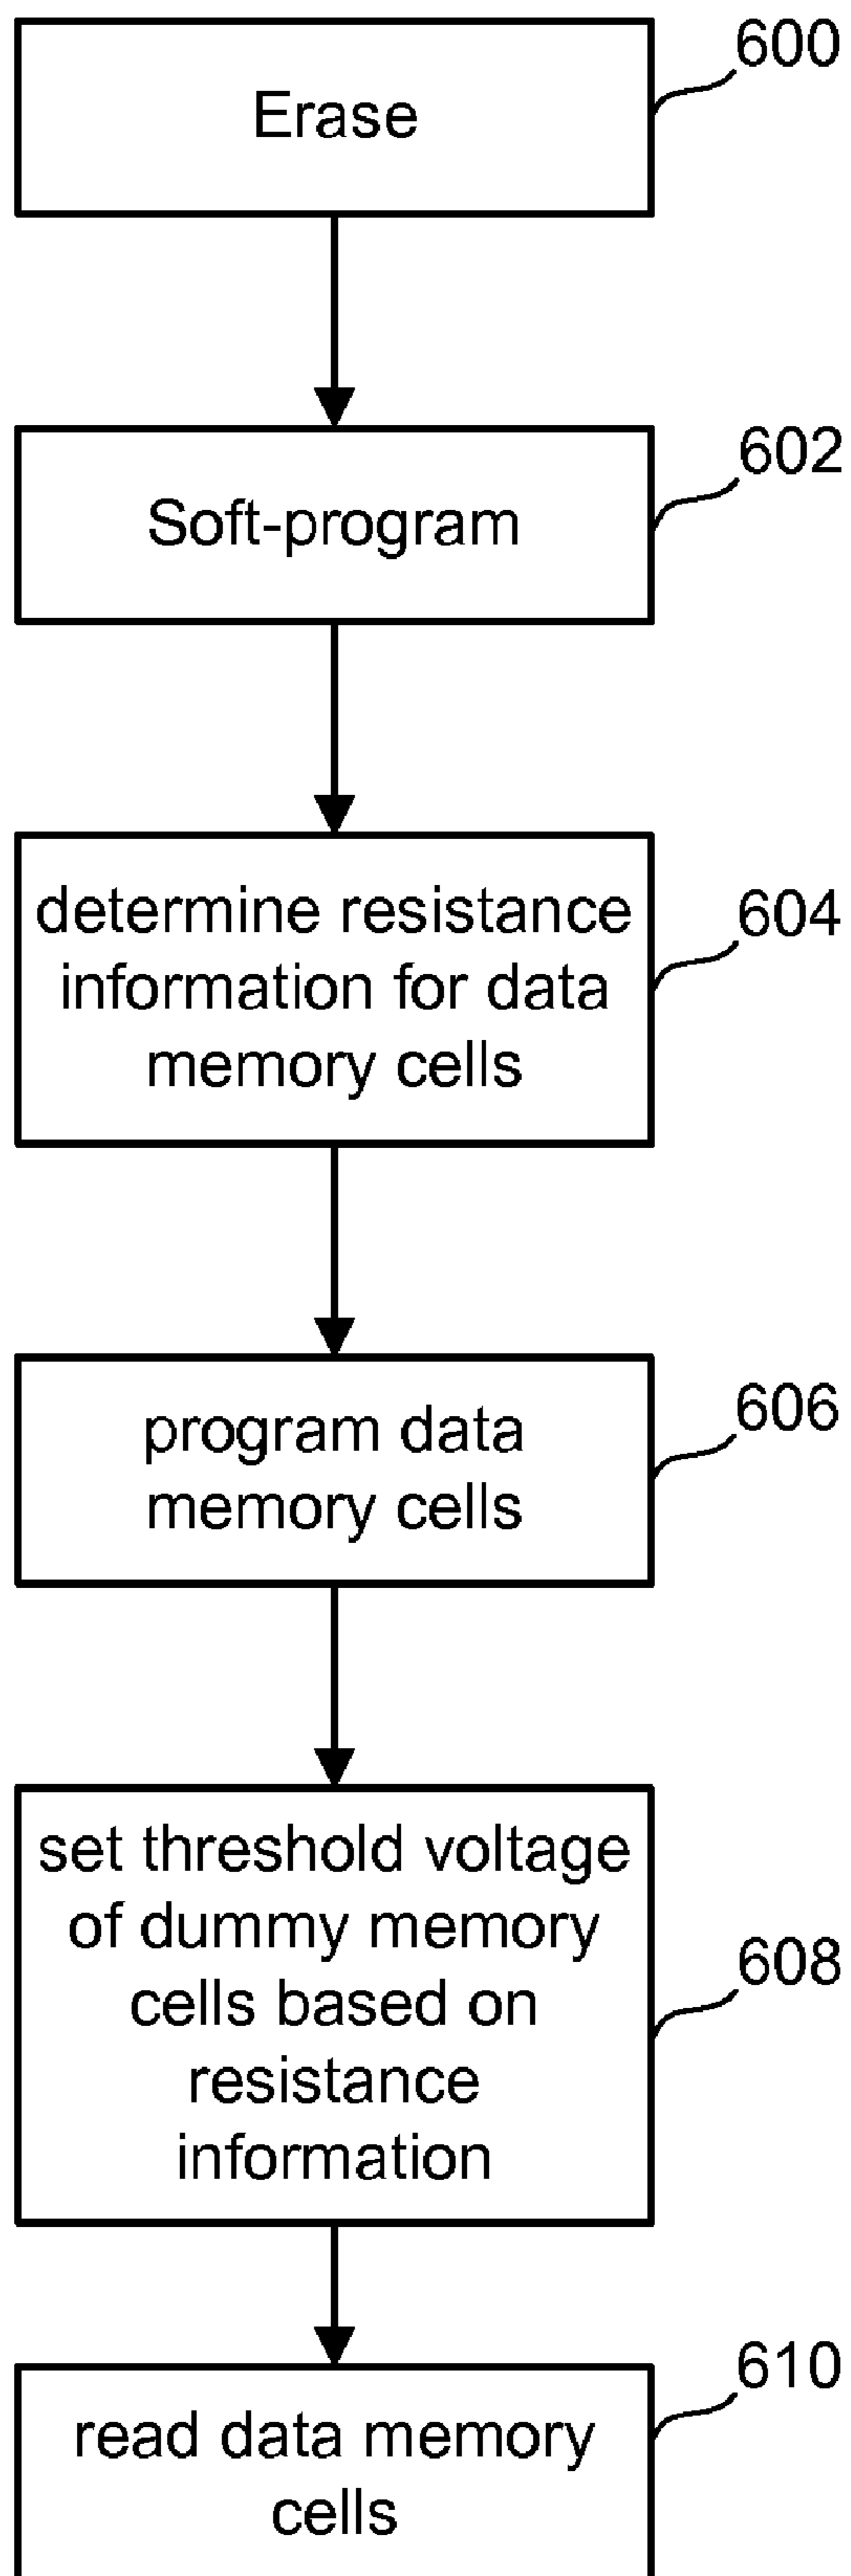 600
Erase
602
Soft-program
604
determine resistance
information for data
memory cells
606
program data
memory cells
608
set threshold voltage
of dummy memory
cells based on
resistance
information
610
read data memory
cells